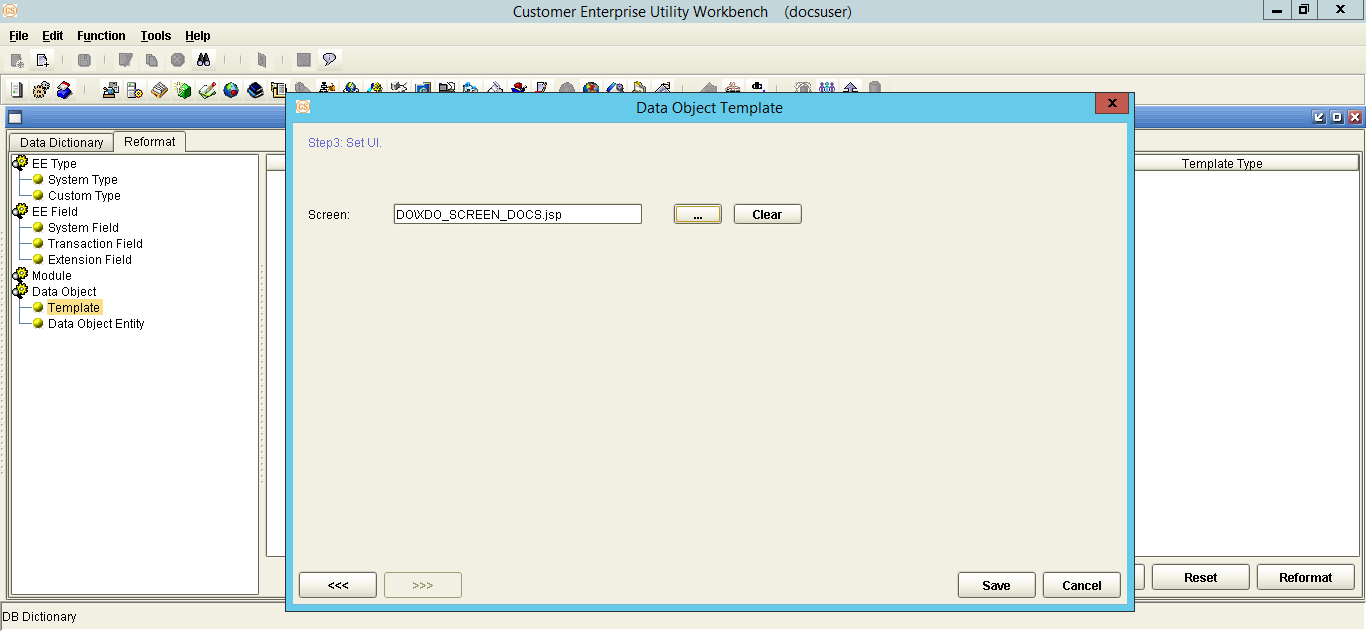 Customer Enterprise Utility Workbench (docsuser)
File Edit Function Tools Help
Data Object Template
Data Dictionary Reformat
Step3: Set UI.
EE Type
System Type
Custom Type
EE Field
System Field
Transaction Field
Extension Field
Module
Data Object
Template
Data Object Entity
Template Type
Screen: DO\XDO_SCREEN_DOCS.jsp ... Clear
<<< >>> Save Cancel
Reset Reformat
DB Dictionary